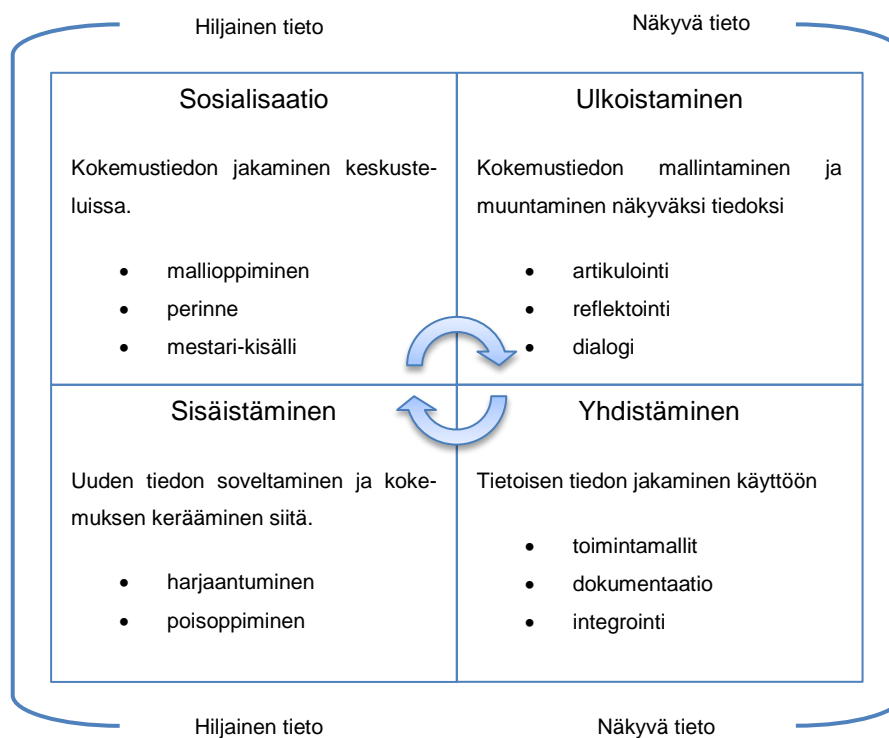 Hiljainen tieto
Näkyvä tieto
Sosialisaatio
Kokemustiedon jakaminen keskuste-
luissa.
• mallioppiminen
• perinne
• mestari-kisälli
Ulkoistaminen
Kokemustiedon mallintaminen ja
muuntaminen näkyväksi tiedoksi
• artikulointi
• reflektointi
• dialogi
Sisäistäminen
Uuden tiedon soveltaminen ja koke-
muksen kerääminen siitä.
• harjaantuminen
• poisoppiminen
Yhdistäminen
Tietoisen tiedon jakaminen käyttöön
• toimintamallit
• dokumentaatio
• integrointi
Hiljainen tieto
Näkyvä tieto